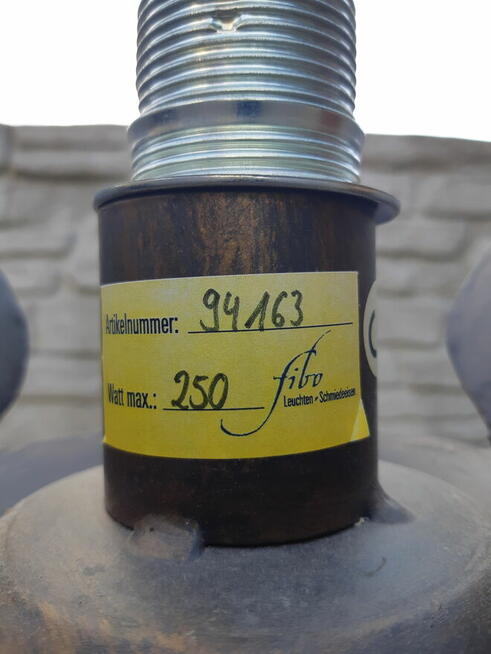 Artikelnummer: 94163
Watt max.: 250
fibo
Leuchten - Schmiedeeisen